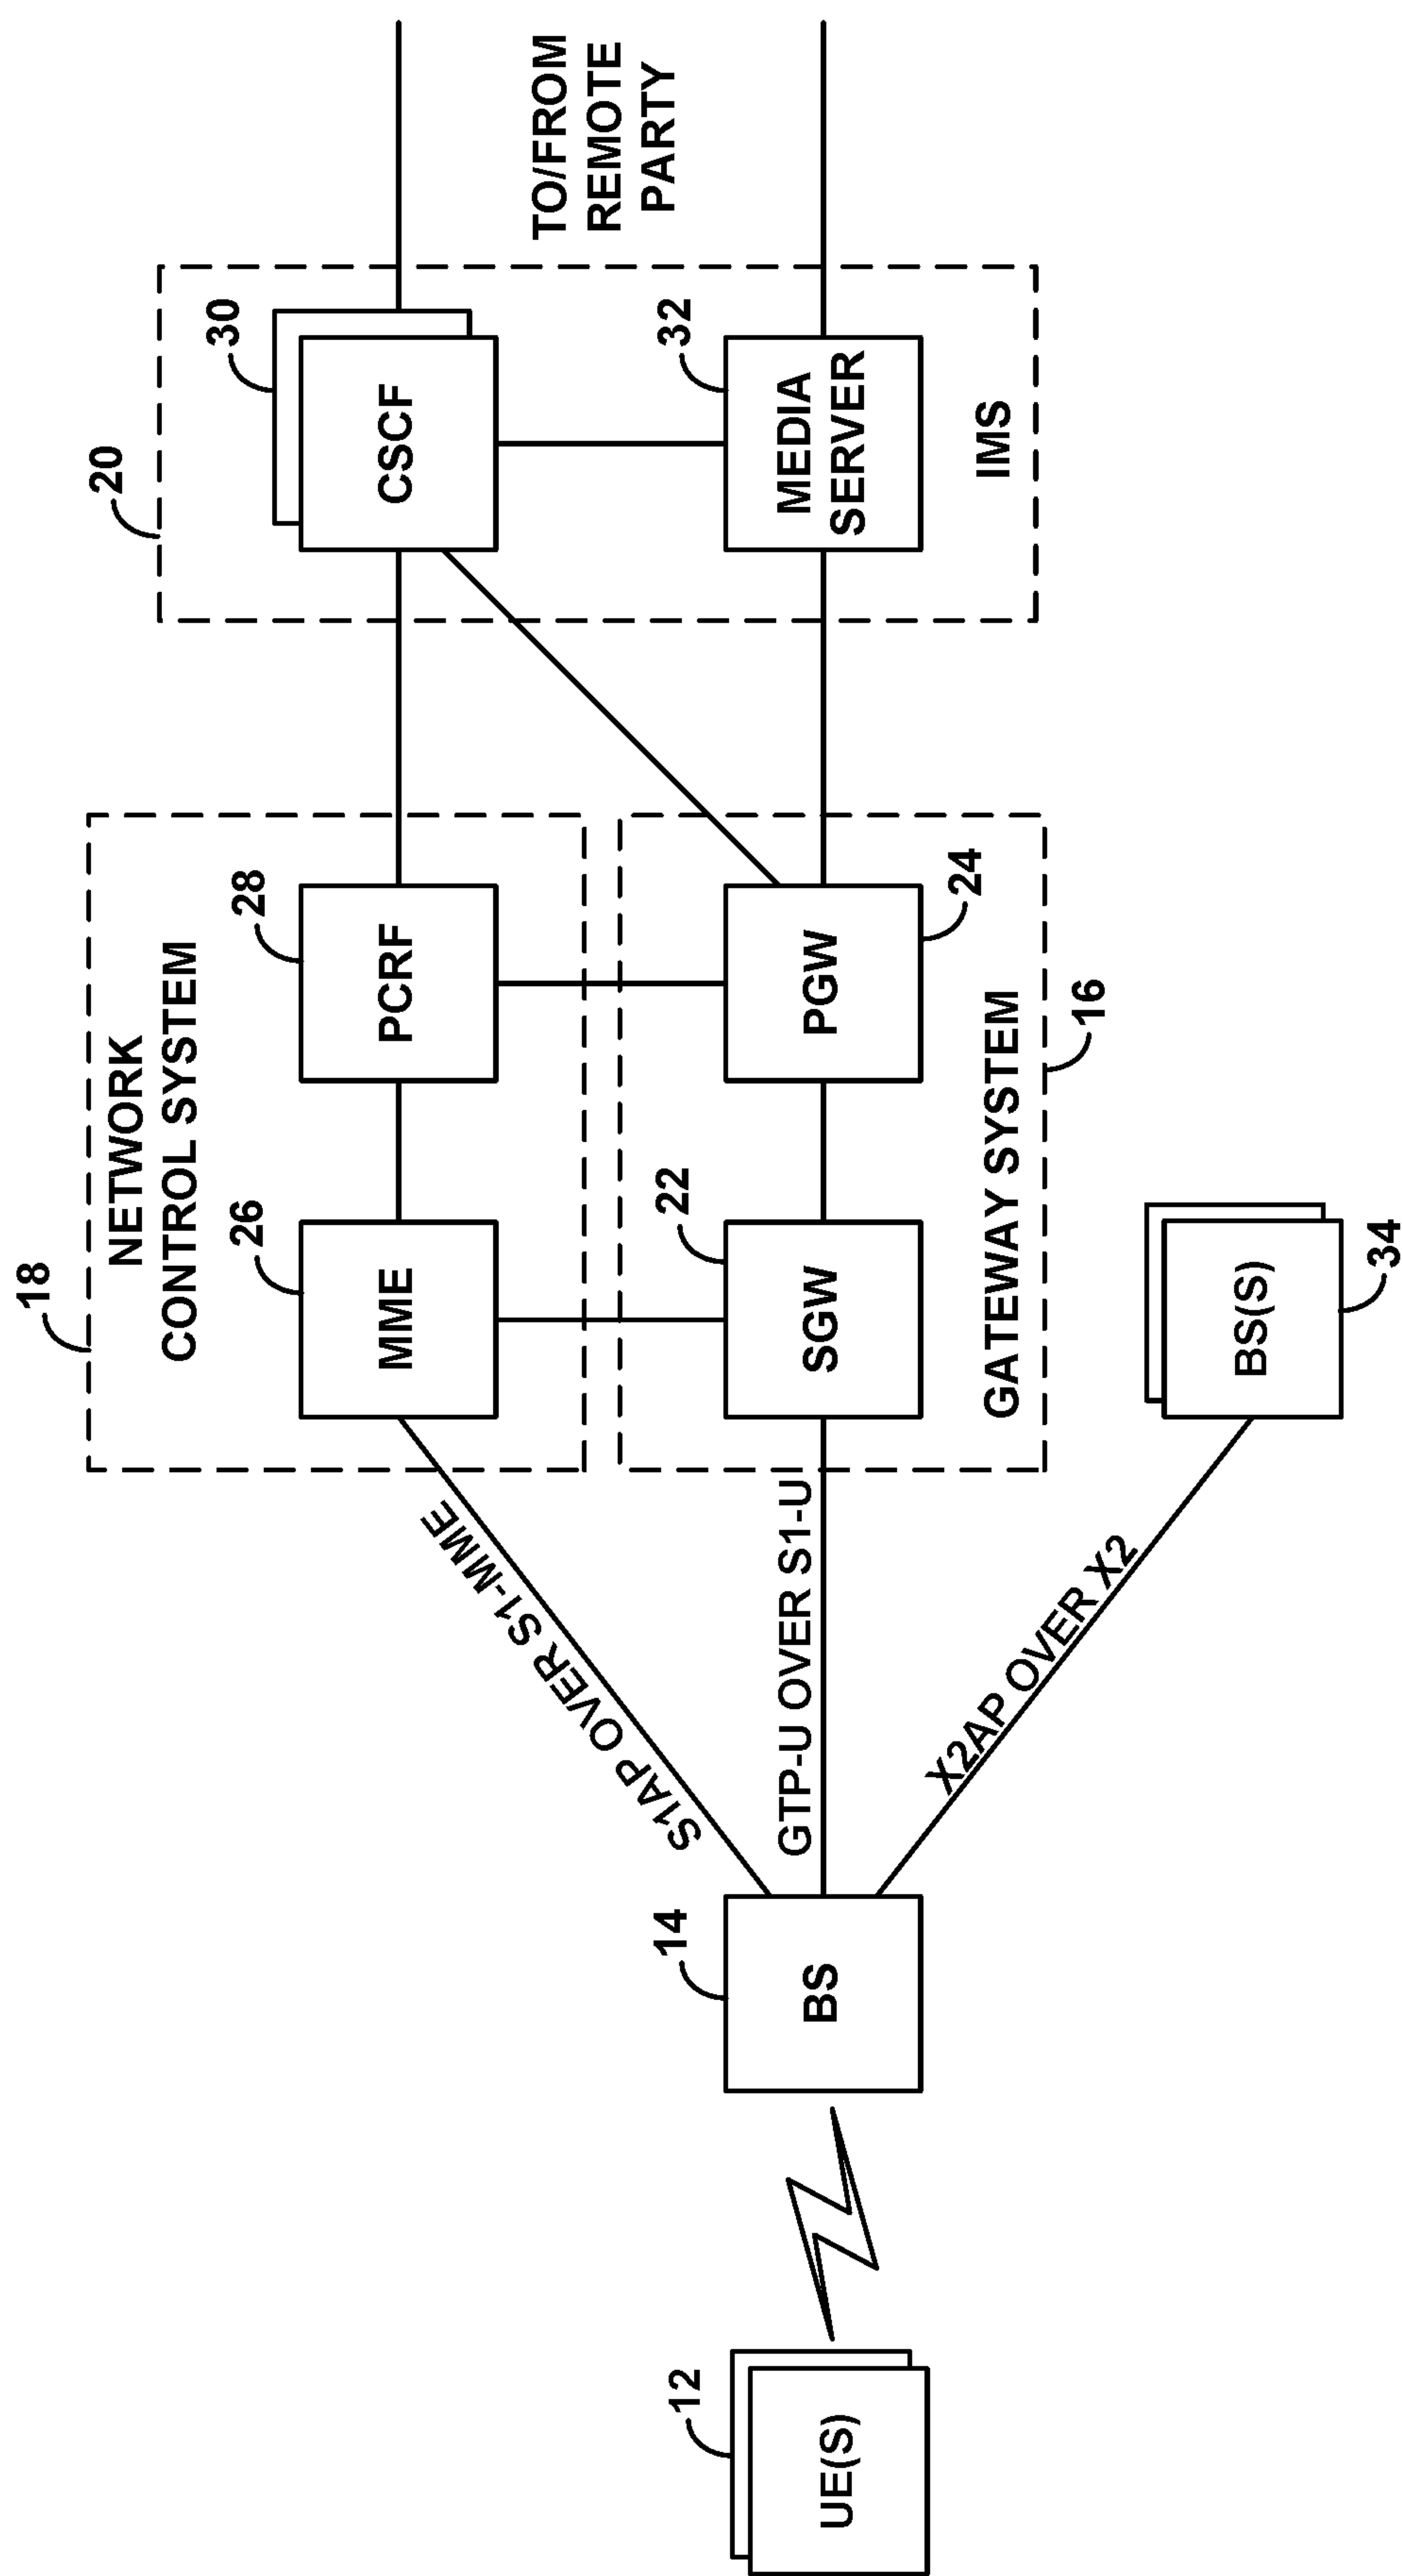 18
NETWORK
CONTROL SYSTEM
20
26
MME
28
PCRF
30
CSCF
TO/FROM
REMOTE
PARTY
S1AP OVER S1-MME
12
UE(S)
14
BS
GTP-U OVER S1-U
22
SGW
PGW
24
32
MEDIA
SERVER
IMS
GATEWAY SYSTEM
16
X2AP OVER X2
BS(S)
34